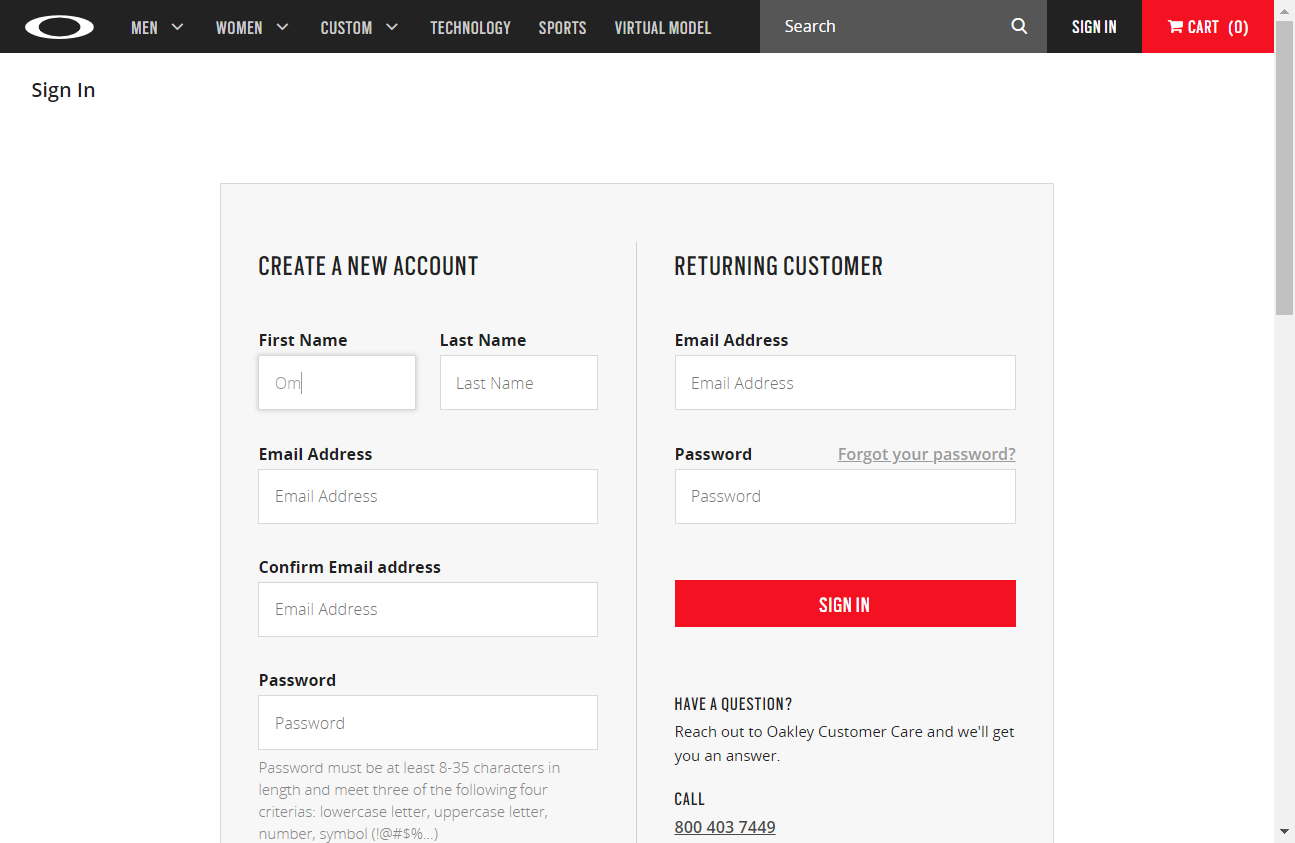 MEN WOMEN CUSTOM TECHNOLOGY SPORTS VIRTUAL MODEL Search SIGN IN CART (0)
Sign In
CREATE A NEW ACCOUNT
First Name Last Name
Om Last Name
Email Address
Email Address
Confirm Email address
Email Address
Password
Password
Password must be at least 8-35 characters in
length and meet three of the following four
criterias: lowercase letter, uppercase letter,
number, symbol (!@#$%...)
RETURNING CUSTOMER
Email Address
Email Address
Password Forgot your password?
Password
SIGN IN
HAVE A QUESTION?
Reach out to Oakley Customer Care and we'll get
you an answer.
CALL
800 403 7449